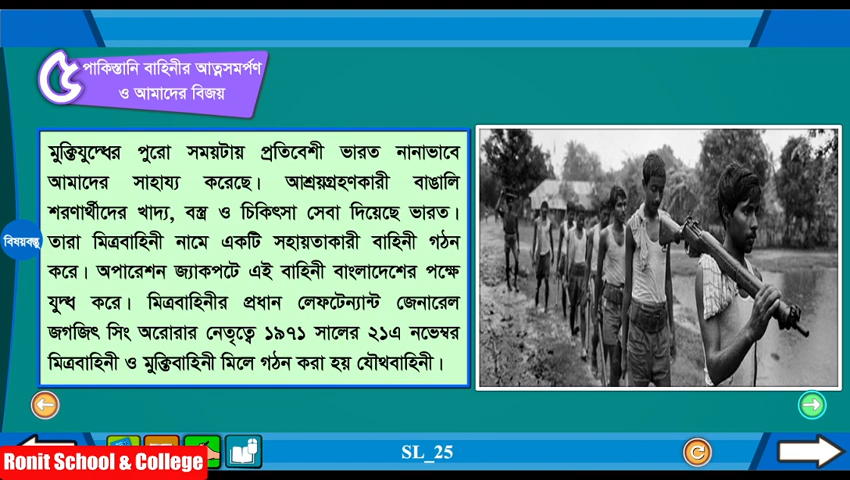 ৫
পাকিস্তানি বাহিনীর আত্নসমর্পণ
ও আমাদের বিজয়
মুক্তিযুদ্ধের পুরো সময়টায় প্রতিবেশী ভারত নানাভাবে
আমাদের সাহায্য করেছে। আশ্রয়গ্রহণকারী বাঙালি
শরণার্থীদের খাদ্য, বস্ত্র ও চিকিৎসা সেবা দিয়েছে ভারত।
তারা মিত্রবাহিনী নামে একটি সহায়তাকারী বাহিনী গঠন
করে। অপারেশন জ্যাকপটে এই বাহিনী বাংলাদেশের পক্ষে
যুদ্ধ করে। মিত্রবাহিনীর প্রধান লেফটেন্যান্ট জেনারেল
জগজিৎ সিং অরোরার নেতৃত্বে ১৯৭১ সালের ২১এ নভেম্বর
মিত্রবাহিনী ও মুক্তিবাহিনী মিলে গঠন করা হয় যৌথবাহিনী।
বিষয়বস্তু
SL_25
Ronit School & College